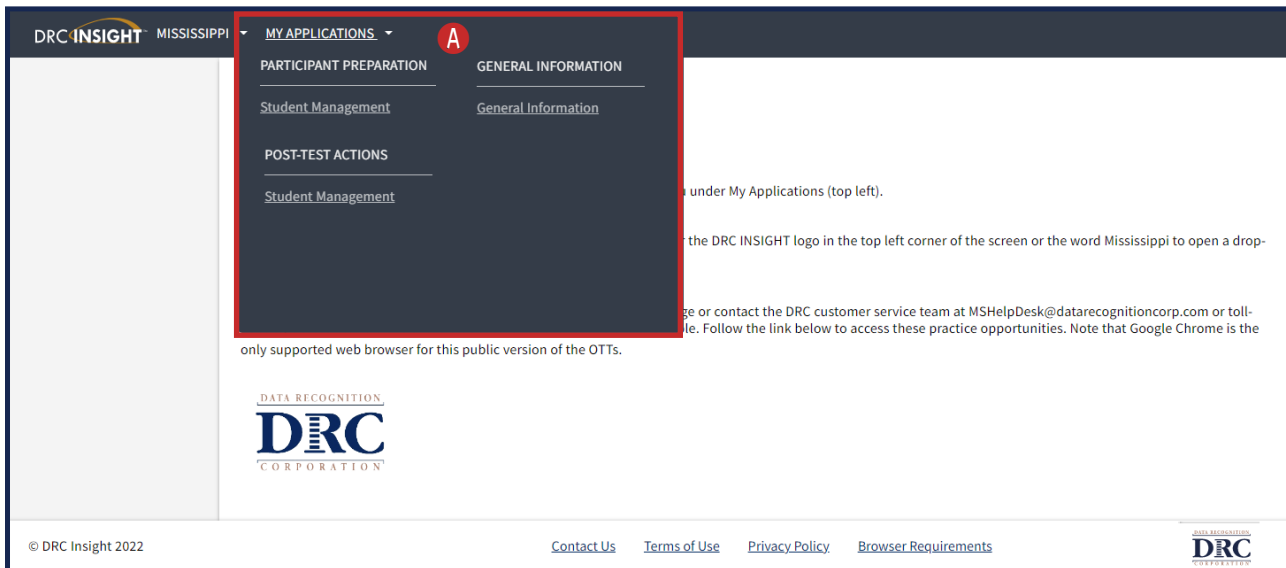 DRC INSIGHT MISSISSIPPI MY APPLICATIONS A
PARTICIPANT PREPARATION GENERAL INFORMATION
Student Management General Information
POST-TEST ACTIONS
Student Management
under My Applications (top left).
the DRC INSIGHT logo in the top left corner of the screen or the word Mississippi to open a drop-
or contact the DRC customer service team at MSHelpDesk@datarecognitioncorp.com or toll-
Follow the link below to access these practice opportunities. Note that Google Chrome is the
only supported web browser for this public version of the OTTs.
DATA RECOGNITION
DRC
CORPORATION
© DRC Insight 2022 Contact Us Terms of Use Privacy Policy Browser Requirements
DATA RECOGNITION
DRC
CORPORATION